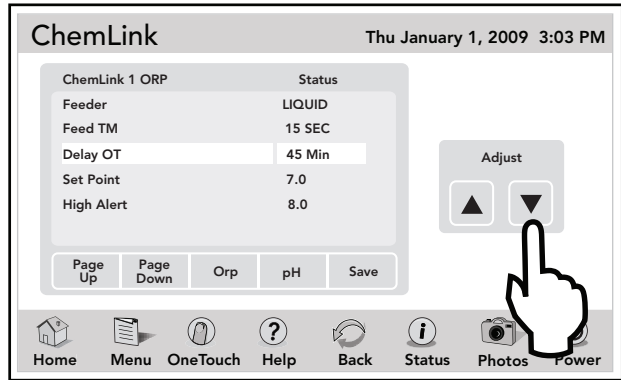 ChemLink
Thu January 1, 2009 3:03 PM
ChemLink 1 ORP Status
Feeder LIQUID
Feed TM 15 SEC
Delay OT 45 Min
Set Point 7.0
High Alert 8.0
Adjust
Page Up Page Down Orp pH Save
Home Menu OneTouch Help Back Status Photos Power